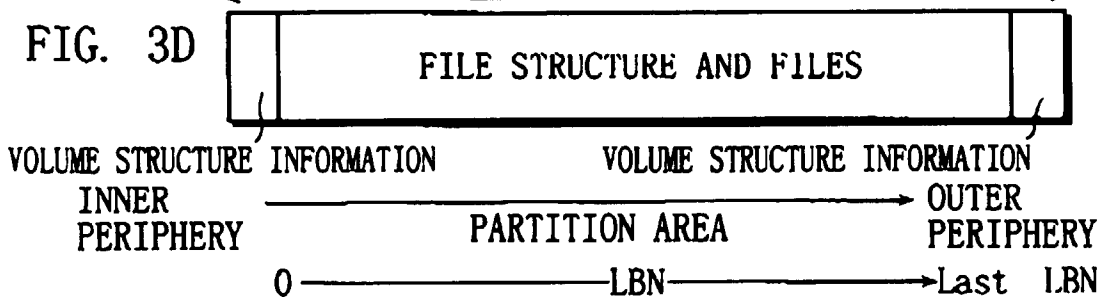 FIG. 3D
FILE STRUCTURE AND FILES
VOLUME STRUCTURE INFORMATION VOLUME STRUCTURE INFORMATION
INNER PERIPHERY
PARTITION AREA
OUTER PERIPHERY
0 LBN Last LBN